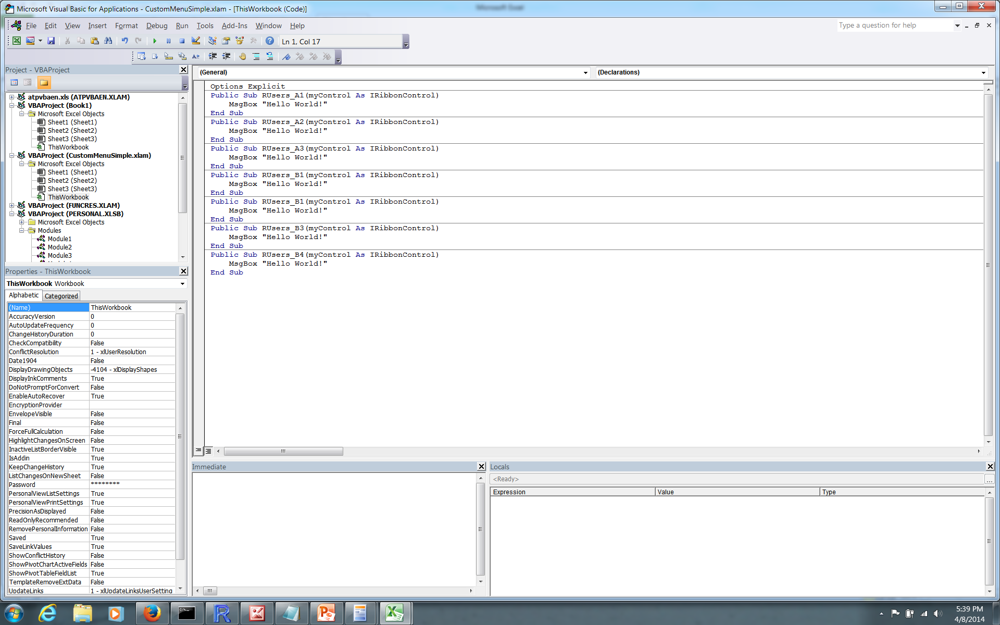 Microsoft Visual Basic for Applications - CustomMenuSimple.xlam - [ThisWorkbook (Code)]
Microsoft Excel
File Edit View Insert Format Debug Run Tools Add-Ins Window Help
Type a question for help
Ln 1, Col 17
Project - VBAProject
atpvbaen.xls (ATPVBAEN.XLAM)
VBAProject (Book1)
Microsoft Excel Objects
Sheet1 (Sheet1)
Sheet2 (Sheet2)
Sheet3 (Sheet3)
ThisWorkbook
VBAProject (CustomMenuSimple.xlam)
Microsoft Excel Objects
Sheet1 (Sheet1)
Sheet2 (Sheet2)
Sheet3 (Sheet3)
ThisWorkbook
VBAProject (FUNCRES.XLAM)
VBAProject (PERSONAL.XLSB)
Microsoft Excel Objects
Modules
Module1
Module2
Module3
Properties - ThisWorkbook
ThisWorkbook Workbook
Alphabetic Categorized
(Name) ThisWorkbook
AccuracyVersion 0
AutoUpdateFrequency 0
ChangeHistoryDuration 0
CheckCompatibility False
ConflictResolution 1 - xlUserResolution
Date1904 False
DisplayDrawingObjects -4104 - xlDisplayShapes
DisplayInkComments True
DoNotPromptForConvert False
EnableAutoRecover True
EncryptionProvider
EnvelopeVisible False
Final False
ForceFullCalculation False
HighlightChangesOnScreen False
InactiveListBorderVisible True
IsAddin True
KeepChangeHistory True
ListChangesOnNewSheet False
Password ********
PersonalViewListSettings True
PersonalViewPrintSettings True
PrecisionAsDisplayed False
ReadOnlyRecommended False
RemovePersonalInformation False
Saved True
SaveLinkValues True
ShowConflictHistory False
ShowPivotChartActiveFields False
ShowPivotTableFieldList True
TemplateRemoveExtData False
UpdateLinks 1 - xlUpdateLinksUserSetting
(General) (Declarations)
Options Explicit
Public Sub RUsers_A1(myControl As IRibbonControl)
MsgBox "Hello World!"
End Sub
Public Sub RUsers_A2(myControl As IRibbonControl)
MsgBox "Hello World!"
End Sub
Public Sub RUsers_A3(myControl As IRibbonControl)
MsgBox "Hello World!"
End Sub
Public Sub RUsers_B1(myControl As IRibbonControl)
MsgBox "Hello World!"
End Sub
Public Sub RUsers_B1(myControl As IRibbonControl)
MsgBox "Hello World!"
End Sub
Public Sub RUsers_B3(myControl As IRibbonControl)
MsgBox "Hello World!"
End Sub
Public Sub RUsers_B4(myControl As IRibbonControl)
MsgBox "Hello World!"
End Sub
Immediate
Locals
<Ready>
...
Expression Value Type
5:39 PM
4/8/2014